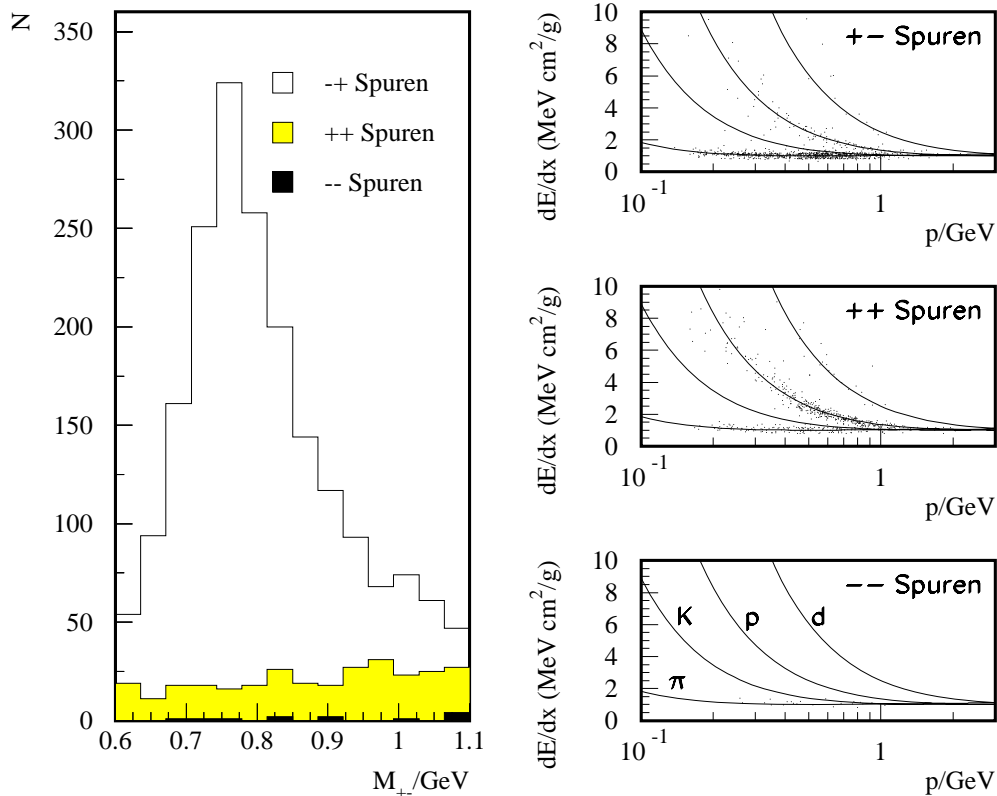 N
350
300
250
200
150
100
50
0
0.6 0.7 0.8 0.9 1 1.1
M+-/GeV
-+ Spuren
++ Spuren
-- Spuren
dE/dx (MeV cm²/g)
10
8
6
4
2
0
+- Spuren
10⁻¹ 1
p/GeV
dE/dx (MeV cm²/g)
10
8
6
4
2
0
++ Spuren
10⁻¹ 1
p/GeV
dE/dx (MeV cm²/g)
10
8
6
4
2
0
-- Spuren
K p d
π
10⁻¹ 1
p/GeV